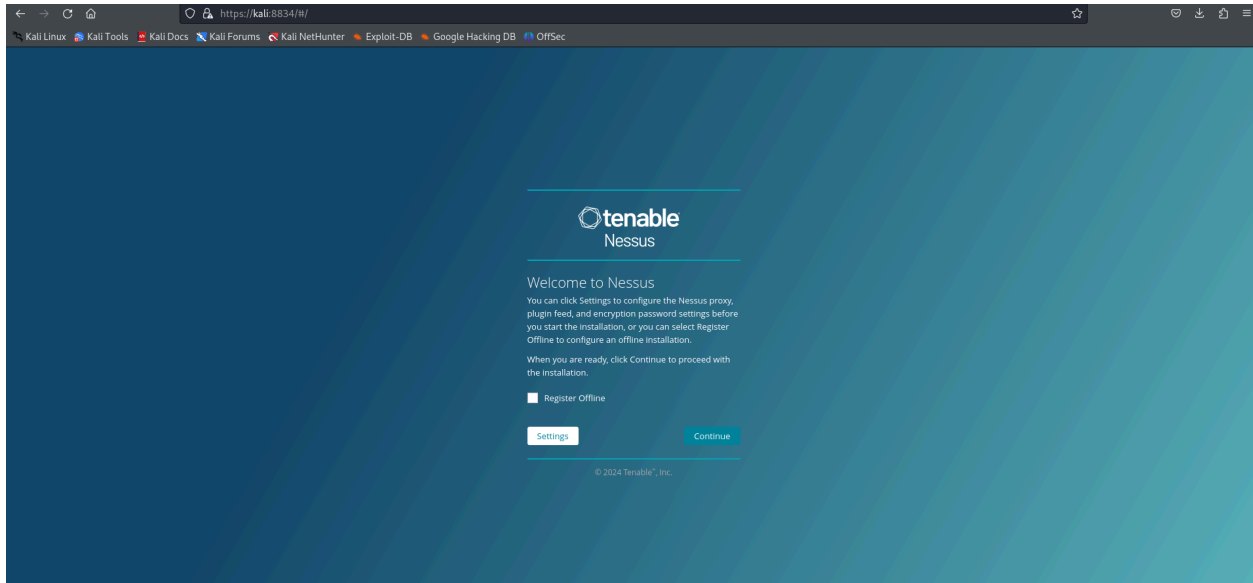 https://kali:8834/#/
Kali Linux Kali Tools Kali Docs Kali Forums Kali NetHunter Exploit-DB Google Hacking DB OffSec
tenable
Nessus
Welcome to Nessus
You can click Settings to configure the Nessus proxy,
plugin feed, and encryption password settings before
you start the installation, or you can select Register
Offline to configure an offline installation.
When you are ready, click Continue to proceed with
the installation.
Register Offline
Settings Continue
© 2024 Tenable™, Inc.